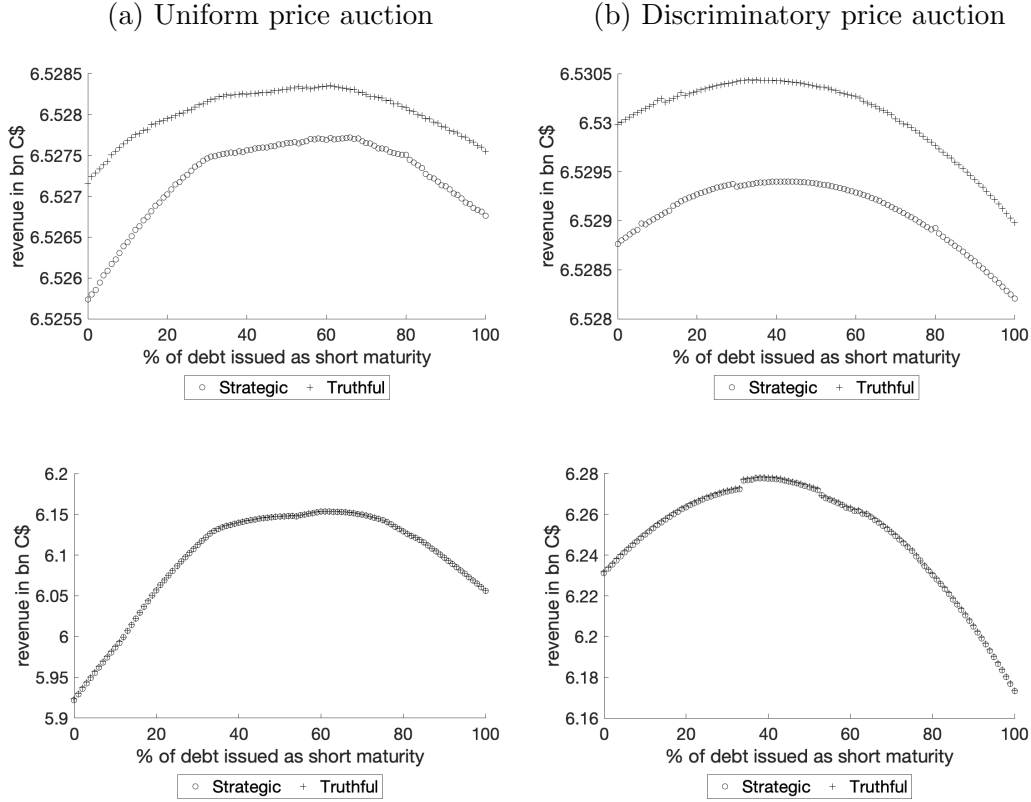 (a) Uniform price auction
6.5285
6.528
6.5275
6.527
6.5265
6.526
6.5255
revenue in bn C$
0 20 40 60 80 100
% of debt issued as short maturity
Strategic Truthful
(b) Discriminatory price auction
6.5305
6.53
6.5295
6.529
6.5285
6.528
revenue in bn C$
0 20 40 60 80 100
% of debt issued as short maturity
Strategic Truthful
6.2
6.15
6.1
6.05
6
5.95
5.9
revenue in bn C$
0 20 40 60 80 100
% of debt issued as short maturity
Strategic Truthful
6.28
6.26
6.24
6.22
6.2
6.18
6.16
revenue in bn C$
0 20 40 60 80 100
% of debt issued as short maturity
Strategic Truthful